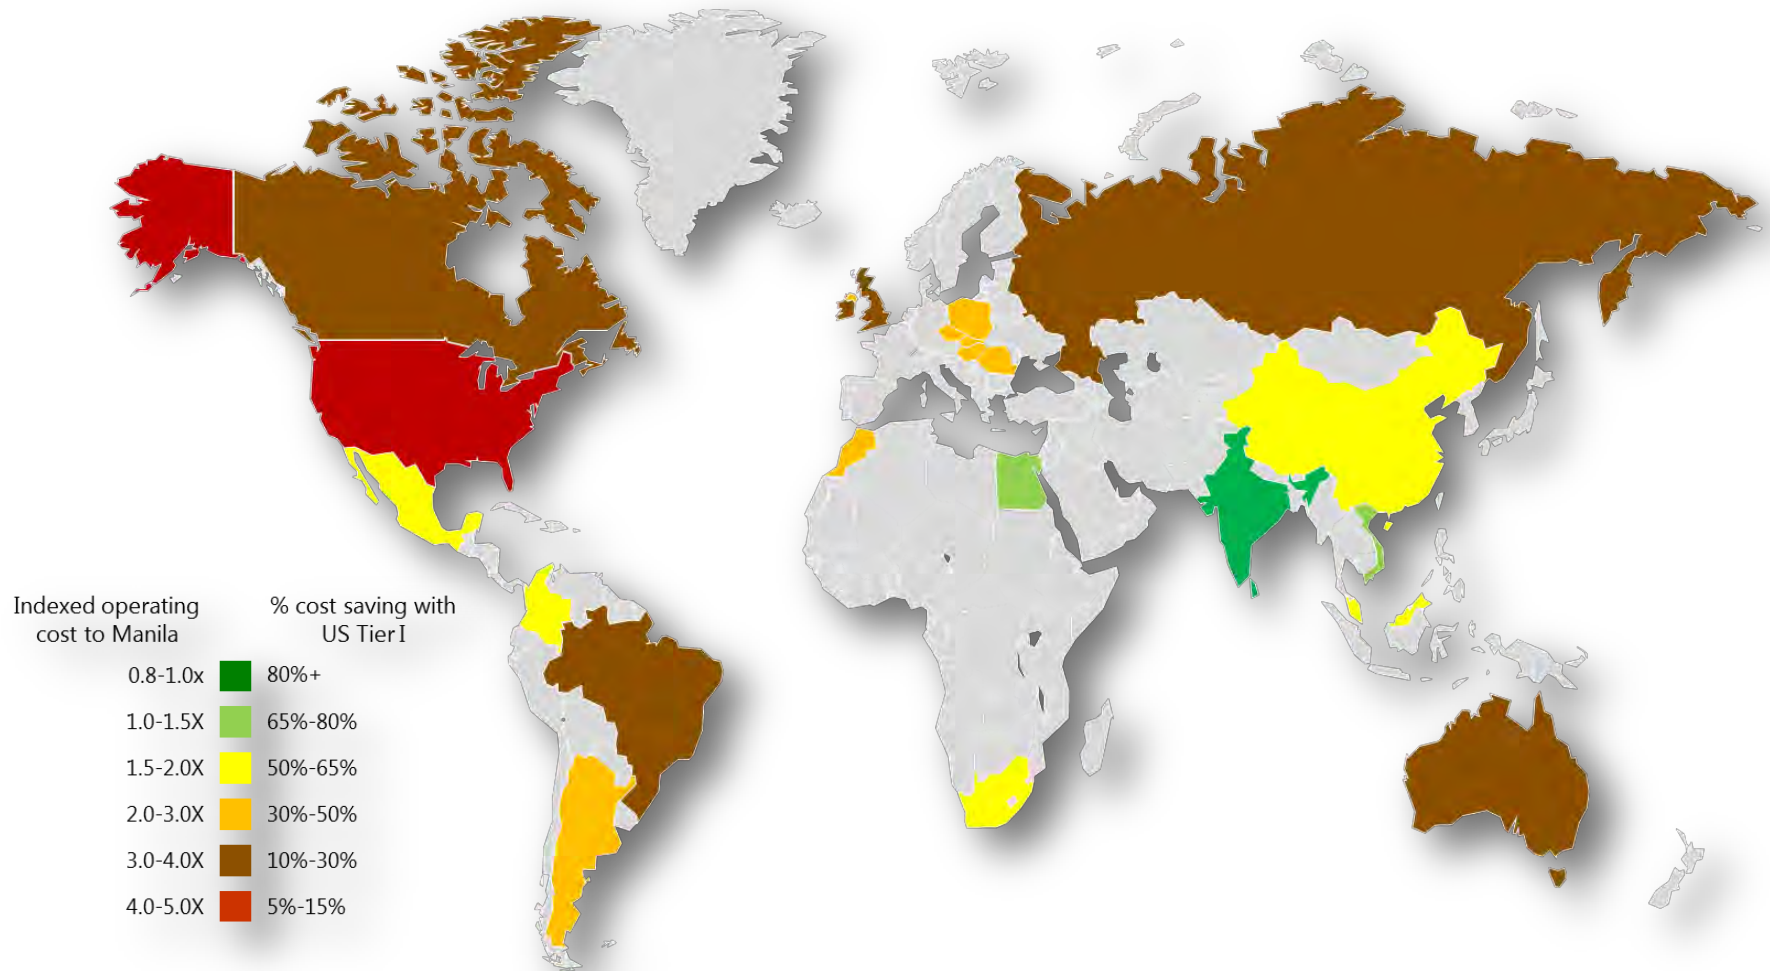 Indexed operating
cost to Manila
% cost saving with
US Tier I
0.8-1.0x 80%+
1.0-1.5X 65%-80%
1.5-2.0X 50%-65%
2.0-3.0X 30%-50%
3.0-4.0X 10%-30%
4.0-5.0X 5%-15%